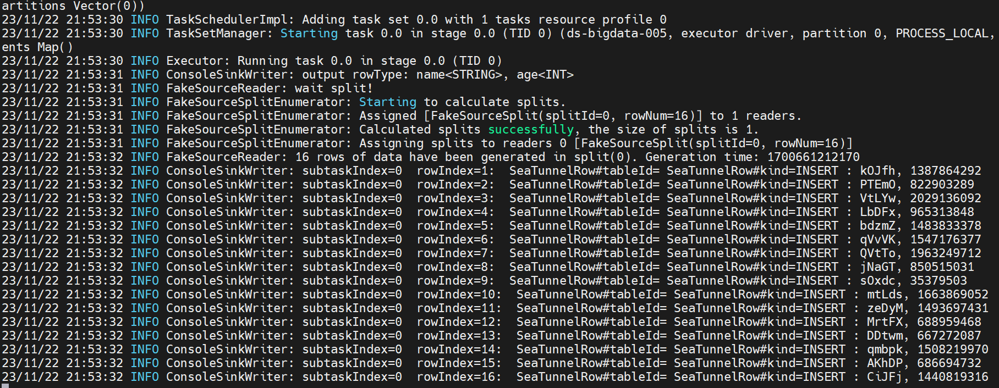 artitions Vector(0))
23/11/22 21:53:30 INFO TaskSchedulerImpl: Adding task set 0.0 with 1 tasks resource profile 0
23/11/22 21:53:30 INFO TaskSetManager: Starting task 0.0 in stage 0.0 (TID 0) (ds-bigdata-005, executor driver, partition 0, PROCESS_LOCAL,
ents Map()
23/11/22 21:53:30 INFO Executor: Running task 0.0 in stage 0.0 (TID 0)
23/11/22 21:53:31 INFO ConsoleSinkWriter: output rowType: name<STRING>, age<INT>
23/11/22 21:53:31 INFO FakeSourceReader: wait split!
23/11/22 21:53:31 INFO FakeSourceSplitEnumerator: Starting to calculate splits.
23/11/22 21:53:31 INFO FakeSourceSplitEnumerator: Assigned [FakeSourceSplit(splitId=0, rowNum=16)] to 1 readers.
23/11/22 21:53:31 INFO FakeSourceSplitEnumerator: Calculated splits successfully, the size of splits is 1.
23/11/22 21:53:31 INFO FakeSourceSplitEnumerator: Assigning splits to readers 0 [FakeSourceSplit(splitId=0, rowNum=16)]
23/11/22 21:53:32 INFO FakeSourceReader: 16 rows of data have been generated in split(0). Generation time: 1700661212170
23/11/22 21:53:32 INFO ConsoleSinkWriter: subtaskIndex=0  rowIndex=1:  SeaTunnelRow#tableId= SeaTunnelRow#kind=INSERT : kOJfh, 1387864292
23/11/22 21:53:32 INFO ConsoleSinkWriter: subtaskIndex=0  rowIndex=2:  SeaTunnelRow#tableId= SeaTunnelRow#kind=INSERT : PTEmO, 822903289
23/11/22 21:53:32 INFO ConsoleSinkWriter: subtaskIndex=0  rowIndex=3:  SeaTunnelRow#tableId= SeaTunnelRow#kind=INSERT : VtLYw, 2029136092
23/11/22 21:53:32 INFO ConsoleSinkWriter: subtaskIndex=0  rowIndex=4:  SeaTunnelRow#tableId= SeaTunnelRow#kind=INSERT : LbDFx, 965313848
23/11/22 21:53:32 INFO ConsoleSinkWriter: subtaskIndex=0  rowIndex=5:  SeaTunnelRow#tableId= SeaTunnelRow#kind=INSERT : bdzmZ, 1483833378
23/11/22 21:53:32 INFO ConsoleSinkWriter: subtaskIndex=0  rowIndex=6:  SeaTunnelRow#tableId= SeaTunnelRow#kind=INSERT : qVvVK, 1547176377
23/11/22 21:53:32 INFO ConsoleSinkWriter: subtaskIndex=0  rowIndex=7:  SeaTunnelRow#tableId= SeaTunnelRow#kind=INSERT : QVtTo, 1963249712
23/11/22 21:53:32 INFO ConsoleSinkWriter: subtaskIndex=0  rowIndex=8:  SeaTunnelRow#tableId= SeaTunnelRow#kind=INSERT : jNaGT, 850515031
23/11/22 21:53:32 INFO ConsoleSinkWriter: subtaskIndex=0  rowIndex=9:  SeaTunnelRow#tableId= SeaTunnelRow#kind=INSERT : sOxdc, 35379503
23/11/22 21:53:32 INFO ConsoleSinkWriter: subtaskIndex=0  rowIndex=10:  SeaTunnelRow#tableId= SeaTunnelRow#kind=INSERT : mtLds, 1663869052
23/11/22 21:53:32 INFO ConsoleSinkWriter: subtaskIndex=0  rowIndex=11:  SeaTunnelRow#tableId= SeaTunnelRow#kind=INSERT : zeDyM, 1493697431
23/11/22 21:53:32 INFO ConsoleSinkWriter: subtaskIndex=0  rowIndex=12:  SeaTunnelRow#tableId= SeaTunnelRow#kind=INSERT : MrtFX, 688959468
23/11/22 21:53:32 INFO ConsoleSinkWriter: subtaskIndex=0  rowIndex=13:  SeaTunnelRow#tableId= SeaTunnelRow#kind=INSERT : DDtwm, 667272087
23/11/22 21:53:32 INFO ConsoleSinkWriter: subtaskIndex=0  rowIndex=14:  SeaTunnelRow#tableId= SeaTunnelRow#kind=INSERT : qmbpk, 1508219970
23/11/22 21:53:32 INFO ConsoleSinkWriter: subtaskIndex=0  rowIndex=15:  SeaTunnelRow#tableId= SeaTunnelRow#kind=INSERT : AKhDP, 686694732
23/11/22 21:53:32 INFO ConsoleSinkWriter: subtaskIndex=0  rowIndex=16:  SeaTunnelRow#tableId= SeaTunnelRow#kind=INSERT : CiJFj, 1440819316